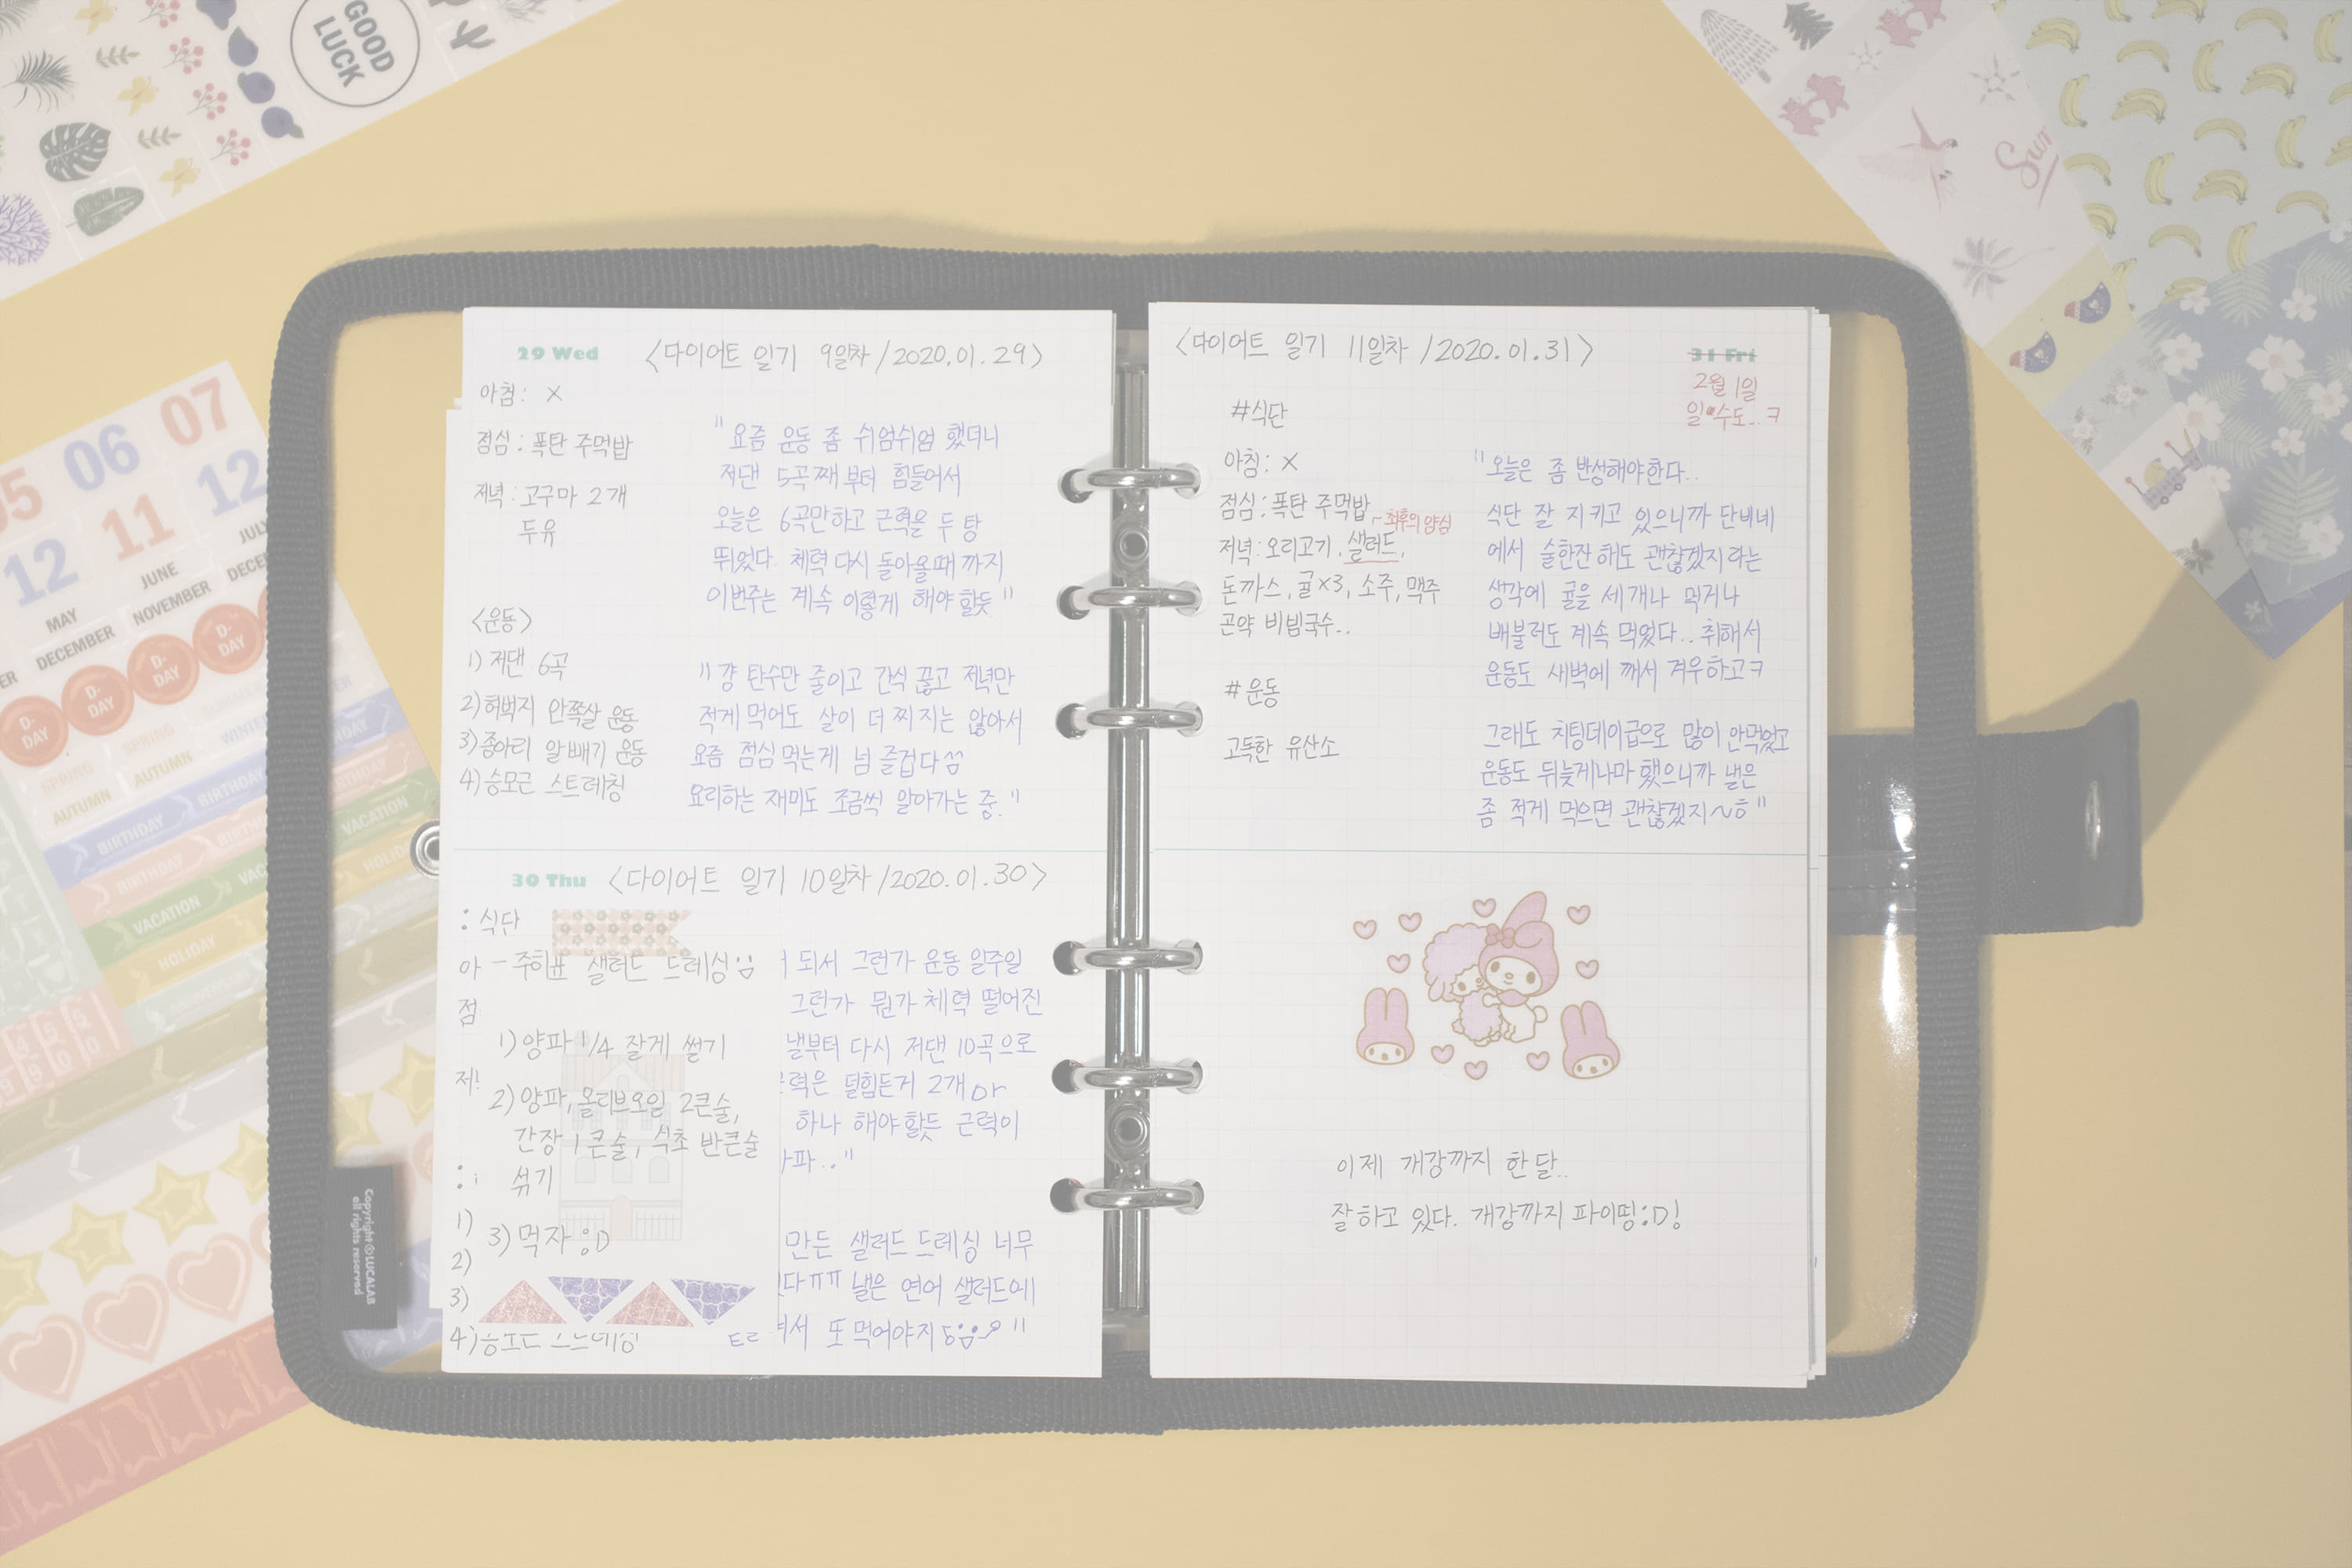 GOOD
LUCK
Sun
05 06 07
12 11 12
MAY JUNE JULY
DECEMBER NOVEMBER
D-DAY D-DAY D-DAY D-DAY
SPRING SPRING
AUTUMN AUTUMN WINTER
BIRTHDAY BIRTHDAY
BIRTHDAY
VACATION VACATION
HOLIDAY
29 Wed <다이어트 일기 9일차/2020.01.29>
아침: X
점심: 폭탄 주먹밥
저녁: 고구마 2개
두유
"요즘 운동 좀 쉬엄쉬엄 했더니
저댄 5곡째부터 힘들어서
오늘은 6곡만하고 근력을 두 탕
뛰었다. 체력 다시 돌아올때 까지
이번주는 계속 이렇게 해야 할듯"
<운동>
1) 저댄 6곡
2) 허벅지 안쪽살 운동
3) 종아리 알배기 운동
4) 승모근 스트레칭
"걍 탄수만 줄이고 간식 끊고 저녁만
적게 먹어도 살이 더 찌지는 않아서
요즘 점심 먹는게 넘 즐겁다
요리하는 재미도 조금씩 알아가는 중."
30 Thu <다이어트 일기 10일차/2020.01.30>
: 식단
아
점
- 주히표 샐러드 드레싱
1) 양파 1/4 잘게 썰기
2) 양파, 올리브오일 2큰술,
간장 1큰술, 식초 반큰술
섞기
3) 먹자 :D
1)
2)
3)
4) 승모근 스트레칭
되서 그런가 운동 일주일
그런가 뭔가 체력 떨어진
낼부터 다시 저댄 10곡으로
력은 덜힘든거 2개 or
하나 해야할듯 근력이
파.."
만든 샐러드 드레싱 너무
다ㅠㅠ 낼은 연어 샐러드에
서 또 먹어야지 "
<다이어트 일기 11일차 /2020.01.31>
31 Fri
2월 1일
일수도..ㅋ
#식단
아침: X
점심: 폭탄 주먹밥
~최후의 양심
저녁: 오리고기, 샐러드,
돈까스, 귤x3, 소주, 맥주
곤약 비빔국수..
#운동
고독한 유산소
"오늘은 좀 반성해야한다..
식단 잘 지키고 있으니까 단비네
에서 술한잔 해도 괜찮겠지라는
생각에 귤을 세개나 먹거나
배불러도 계속 먹었다.. 취해서
운동도 새벽에 깨서 겨우하고ㅋ
그래도 치팅데이급으로 많이 안먹었고
운동도 뒤늦게나마 했으니까 낼은
좀 적게 먹으면 괜찮겠지~ㅎ"
이제 개강까지 한 달..
잘하고 있다. 개강까지 파이띵:D!
Copyright ©LUCALAB
all rights reserved